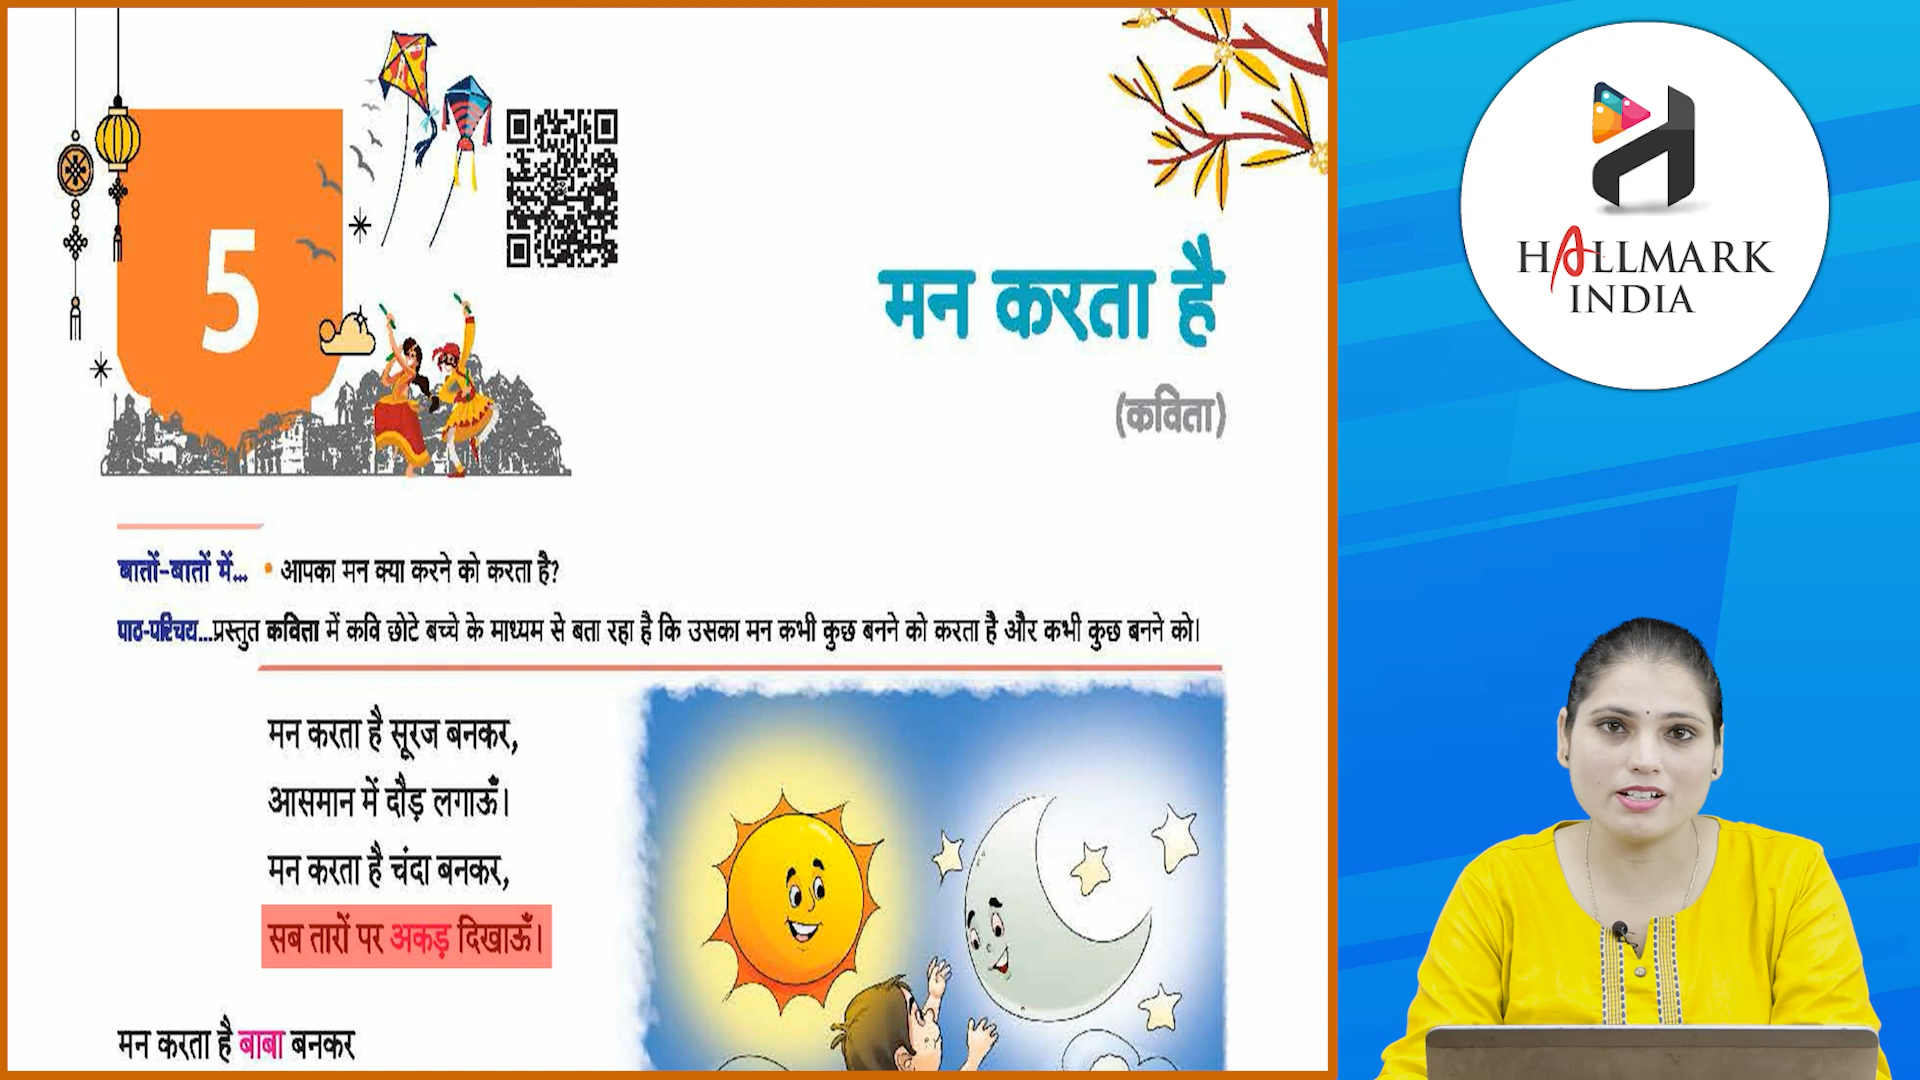 5
मन करता है
(कविता)
बातों-बातों में... • आपका मन क्या करने को करता है?
पाठ-परिचय...प्रस्तुत कविता में कवि छोटे बच्चे के माध्यम से बता रहा है कि उसका मन कभी कुछ बनने को करता है और कभी कुछ बनने को।
मन करता है सूरज बनकर,
आसमान में दौड़ लगाऊँ।
मन करता है चंदा बनकर,
सब तारों पर अकड़ दिखाऊँ।
मन करता है बाबा बनकर
HALLMARK
INDIA